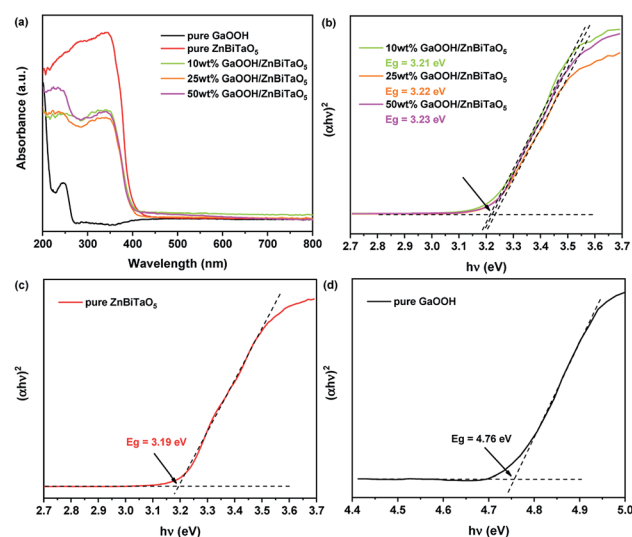 (a)
pure GaOOH
pure ZnBiTaO₅
10wt% GaOOH/ZnBiTaO₅
25wt% GaOOH/ZnBiTaO₅
50wt% GaOOH/ZnBiTaO₅
Absorbance (a.u.)
200 300 400 500 600 700 800
Wavelength (nm)
(b)
10wt% GaOOH/ZnBiTaO₅
Eg = 3.21 eV
25wt% GaOOH/ZnBiTaO₅
Eg = 3.22 eV
50wt% GaOOH/ZnBiTaO₅
Eg = 3.23 eV
(αhν)²
2.7 2.8 2.9 3.0 3.1 3.2 3.3 3.4 3.5 3.6 3.7
hν (eV)
(c)
pure ZnBiTaO₅
(αhν)²
Eg = 3.19 eV
2.7 2.8 2.9 3.0 3.1 3.2 3.3 3.4 3.5 3.6 3.7
hν (eV)
(d)
pure GaOOH
(αhν)²
Eg = 4.76 eV
4.4 4.5 4.6 4.7 4.8 4.9 5.0
hν (eV)